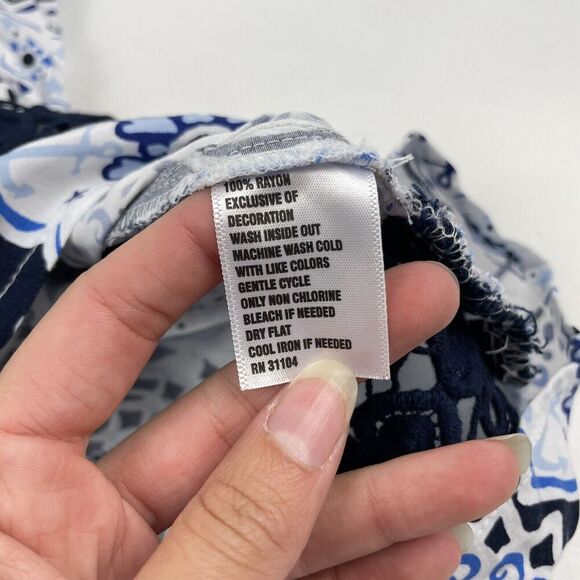 100% RAYON
EXCLUSIVE OF
DECORATION
WASH INSIDE OUT
MACHINE WASH COLD
WITH LIKE COLORS
GENTLE CYCLE
ONLY NON CHLORINE
BLEACH IF NEEDED
DRY FLAT
COOL IRON IF NEEDED
RN 31104